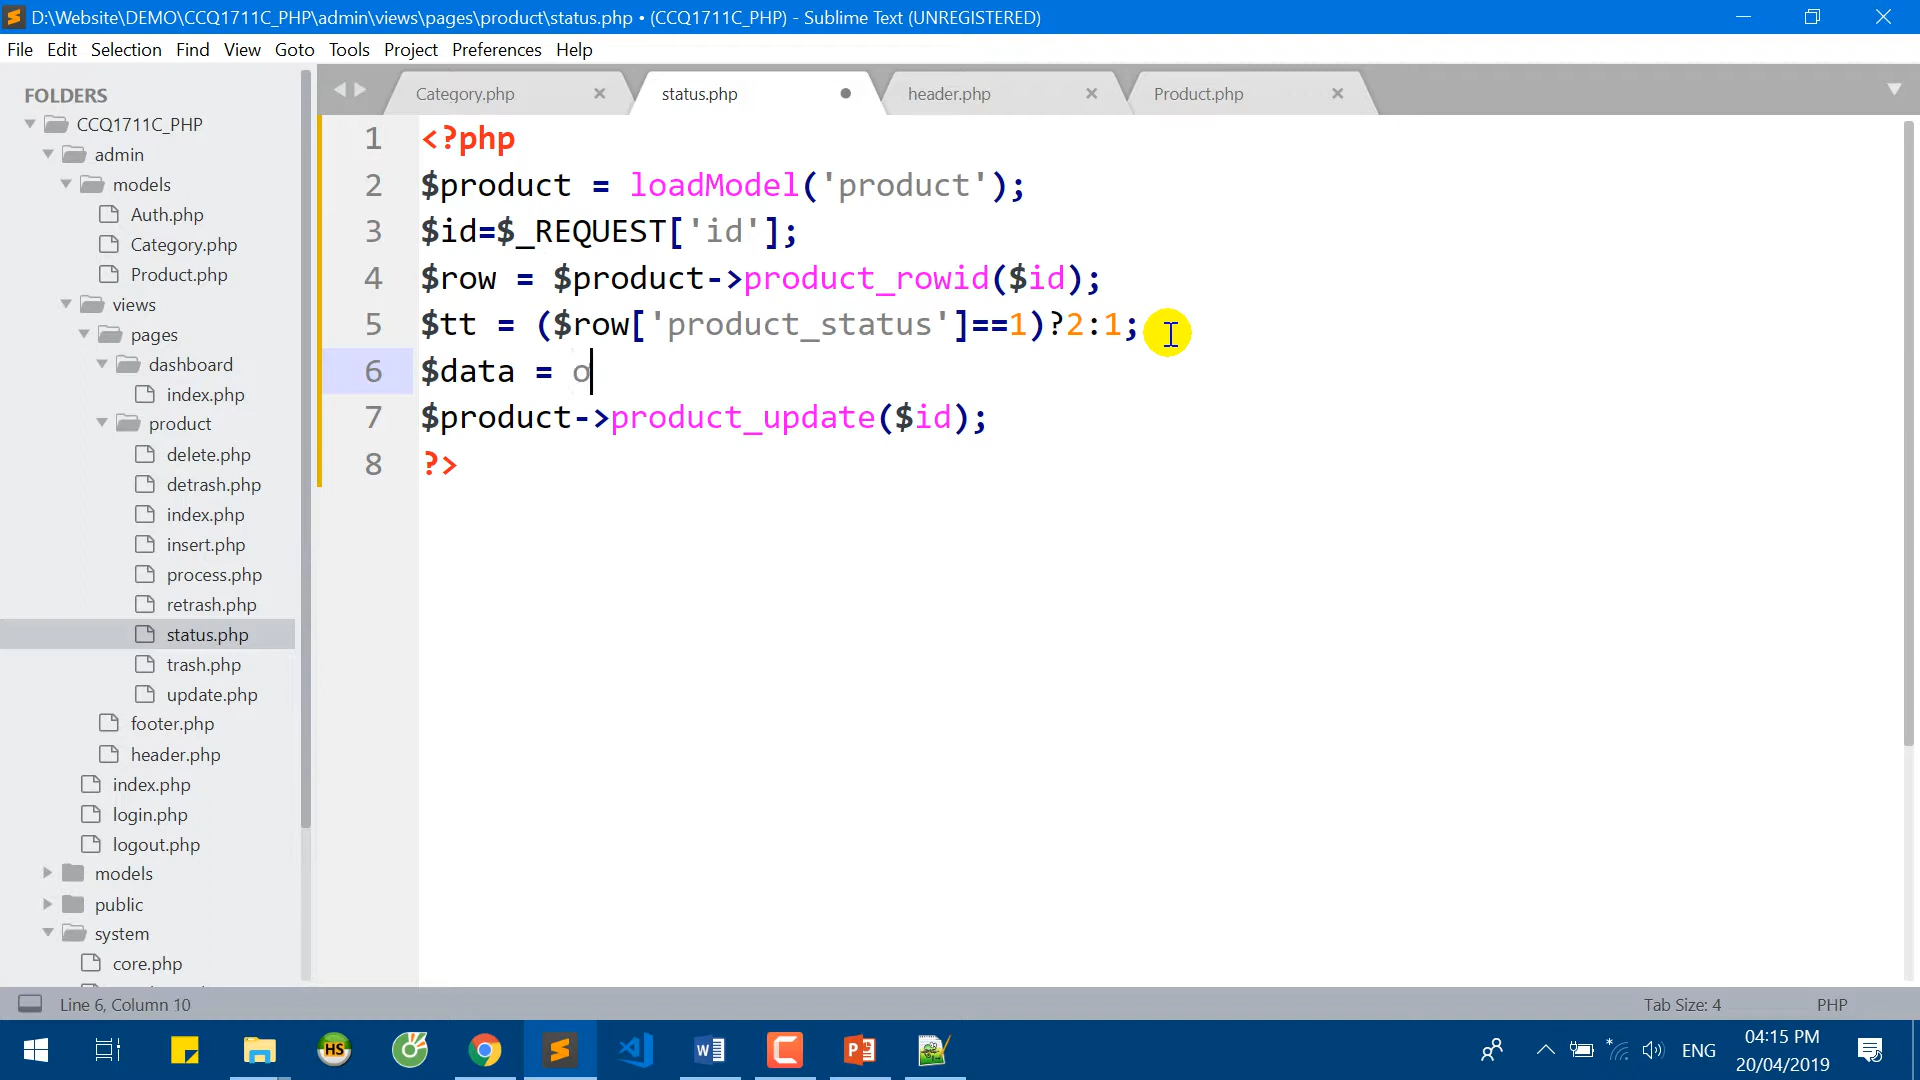 D:\Website\DEMO\CCQ1711C_PHP\admin\views\pages\product\status.php • (CCQ1711C_PHP) - Sublime Text (UNREGISTERED)
File Edit Selection Find View Goto Tools Project Preferences Help
FOLDERS
CCQ1711C_PHP
admin
models
Auth.php
Category.php
Product.php
views
pages
dashboard
index.php
product
delete.php
detrash.php
index.php
insert.php
process.php
retrash.php
status.php
trash.php
update.php
footer.php
header.php
index.php
login.php
logout.php
models
public
system
core.php
Category.php status.php header.php Product.php
1 <?php
2 $product = loadModel('product');
3 $id=$_REQUEST['id'];
4 $row = $product->product_rowid($id);
5 $tt = ($row['product_status']==1)?2:1;
6 $data = o
7 $product->product_update($id);
8 ?>
Line 6, Column 10 Tab Size: 4 PHP
HS
ENG
04:15 PM
20/04/2019